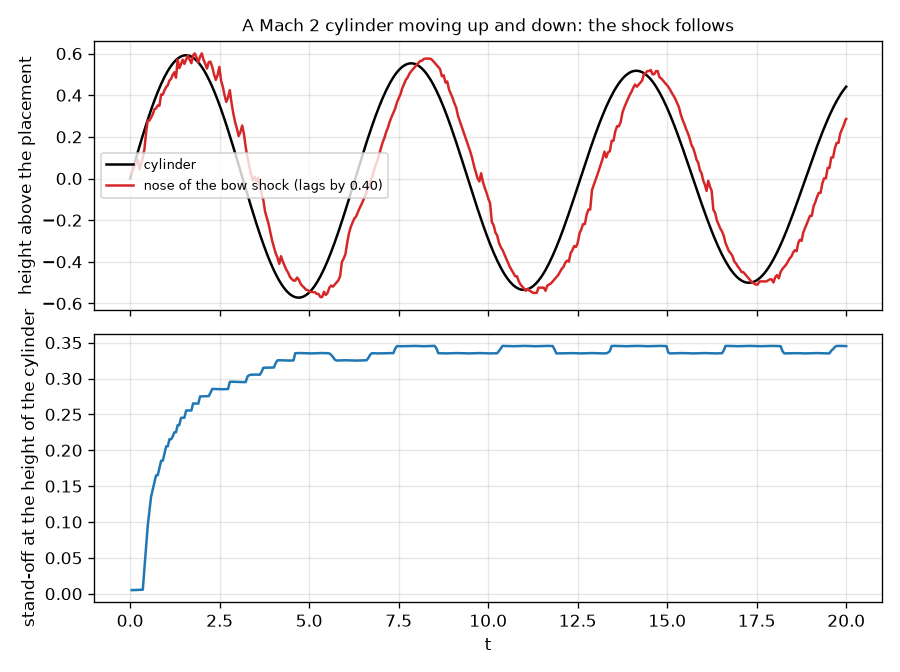 A Mach 2 cylinder moving up and down: the shock follows
height above the placement
0.6
0.4
0.2
0.0
−0.2
−0.4
−0.6
cylinder
nose of the bow shock (lags by 0.40)
stand-off at the height of the cylinder
0.35
0.30
0.25
0.20
0.15
0.10
0.05
0.00
0.0 2.5 5.0 7.5 10.0 12.5 15.0 17.5 20.0
t